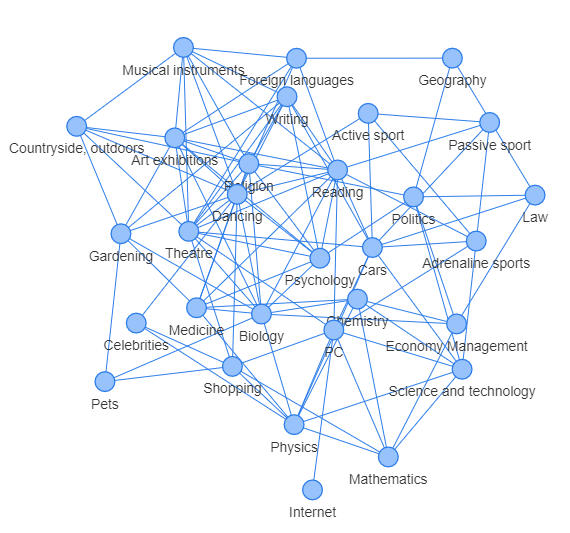 Musical instruments
Foreign languages
Geography
Writing
Countryside, outdoors
Art exhibitions
Active sport
Passive sport
Religion
Reading
Dancing
Politics
Law
Gardening
Theatre
Psychology
Cars
Adrenaline sports
Medicine
Biology
Chemistry
Celebrities
PC
Economy Management
Pets
Shopping
Science and technology
Physics
Mathematics
Internet